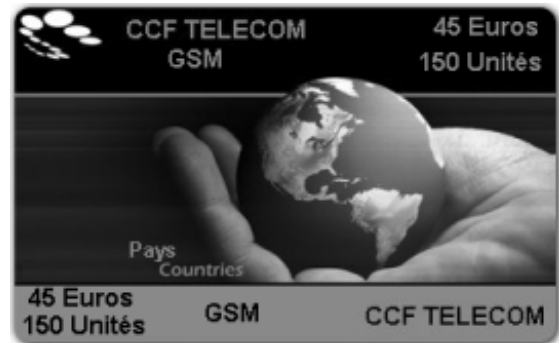 CCF TELECOM
GSM
45 Euros
150 Unités
Pays
Countries
45 Euros
150 Unités
GSM
CCF TELECOM